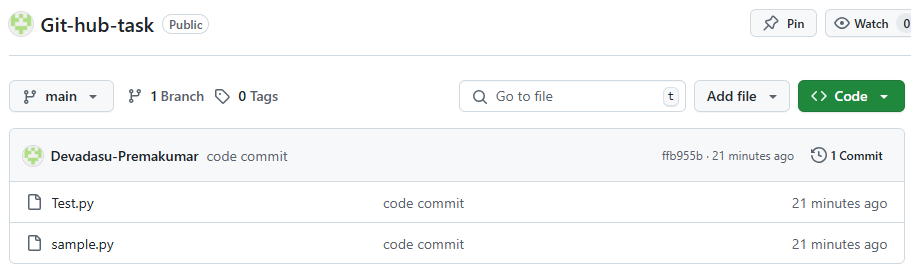 Git-hub-task Public Pin Watch 0
main 1 Branch 0 Tags Go to file t Add file Code
Devadasu-Premakumar code commit ffb955b · 21 minutes ago 1 Commit
Test.py code commit 21 minutes ago
sample.py code commit 21 minutes ago